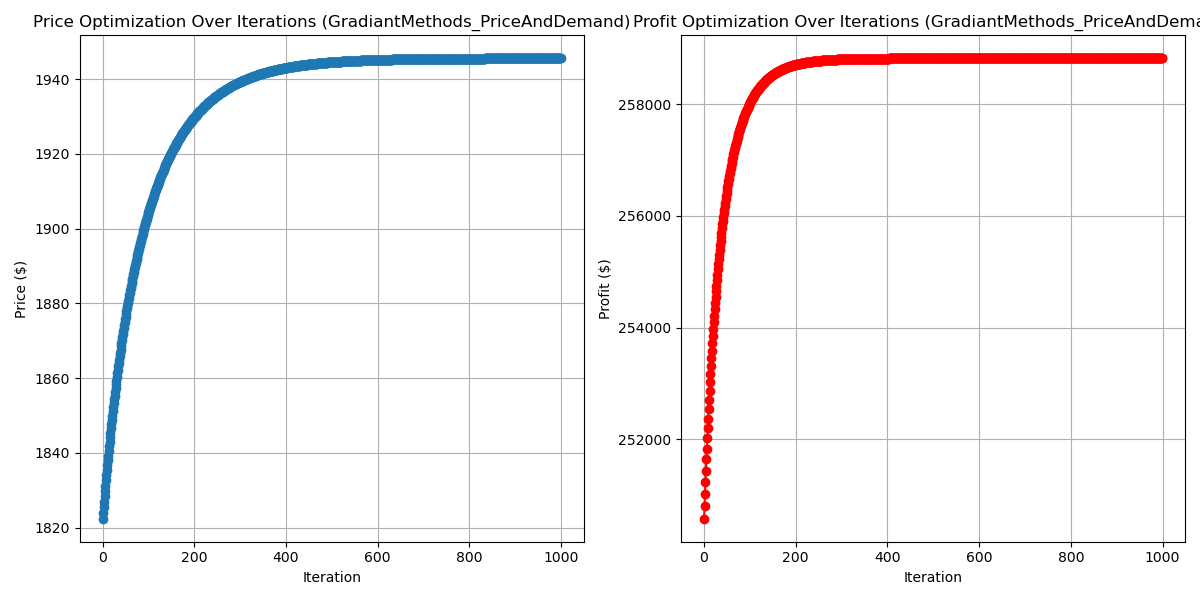 Price Optimization Over Iterations (GradiantMethods_PriceAndDemand)
Price ($)
1940
1920
1900
1880
1860
1840
1820
0 200 400 600 800 1000
Iteration
Profit Optimization Over Iterations (GradiantMethods_PriceAndDema
Profit ($)
258000
256000
254000
252000
0 200 400 600 800 1000
Iteration